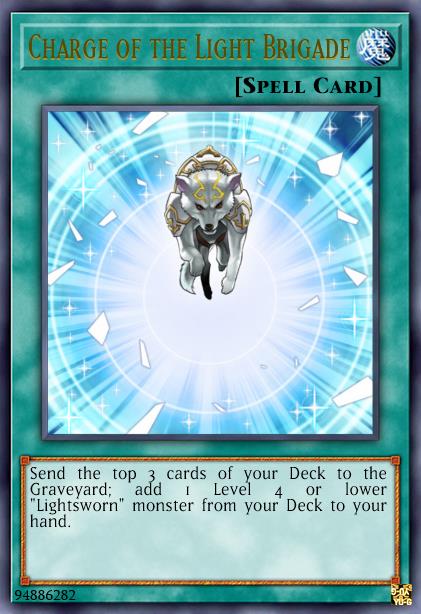 Charge of the Light Brigade
魔
[Spell Card]
Send the top 3 cards of your Deck to the
Graveyard; add 1 Level 4 or lower
"Lightsworn" monster from your Deck to your
hand.
94886282